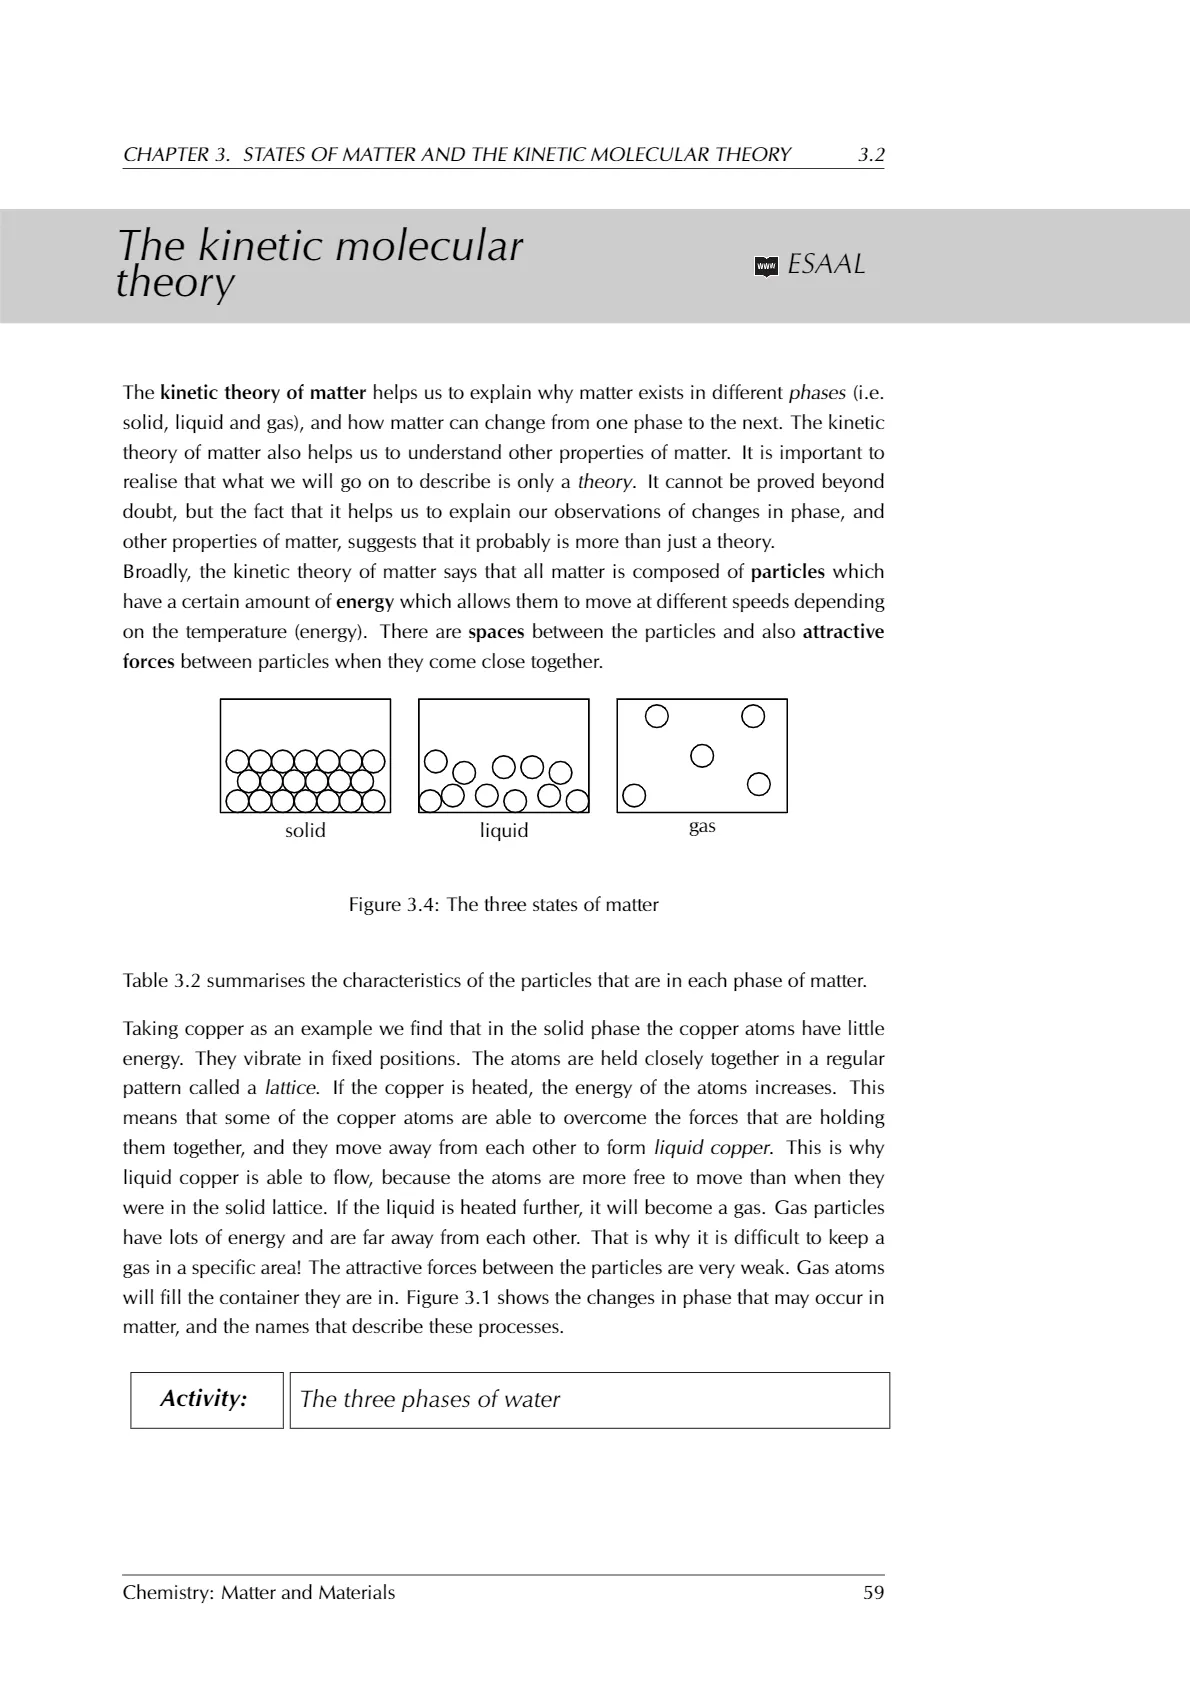 CHAPTER 3. STATES OF MATTER AND THE KINETIC MOLECULAR THEORY 3.2
The kinetic molecular
theory
www ESAAL
The kinetic theory of matter helps us to explain why matter exists in different phases (i.e.
solid, liquid and gas), and how matter can change from one phase to the next. The kinetic
theory of matter also helps us to understand other properties of matter. It is important to
realise that what we will go on to describe is only a theory. It cannot be proved beyond
doubt, but the fact that it helps us to explain our observations of changes in phase, and
other properties of matter, suggests that it probably is more than just a theory.
Broadly, the kinetic theory of matter says that all matter is composed of particles which
have a certain amount of energy which allows them to move at different speeds depending
on the temperature (energy). There are spaces between the particles and also attractive
forces between particles when they come close together.
solid liquid gas
Figure 3.4: The three states of matter
Table 3.2 summarises the characteristics of the particles that are in each phase of matter.
Taking copper as an example we find that in the solid phase the copper atoms have little
energy. They vibrate in fixed positions. The atoms are held closely together in a regular
pattern called a lattice. If the copper is heated, the energy of the atoms increases. This
means that some of the copper atoms are able to overcome the forces that are holding
them together, and they move away from each other to form liquid copper. This is why
liquid copper is able to flow, because the atoms are more free to move than when they
were in the solid lattice. If the liquid is heated further, it will become a gas. Gas particles
have lots of energy and are far away from each other. That is why it is difficult to keep a
gas in a specific area! The attractive forces between the particles are very weak. Gas atoms
will fill the container they are in. Figure 3.1 shows the changes in phase that may occur in
matter, and the names that describe these processes.
Activity: The three phases of water
Chemistry: Matter and Materials 59